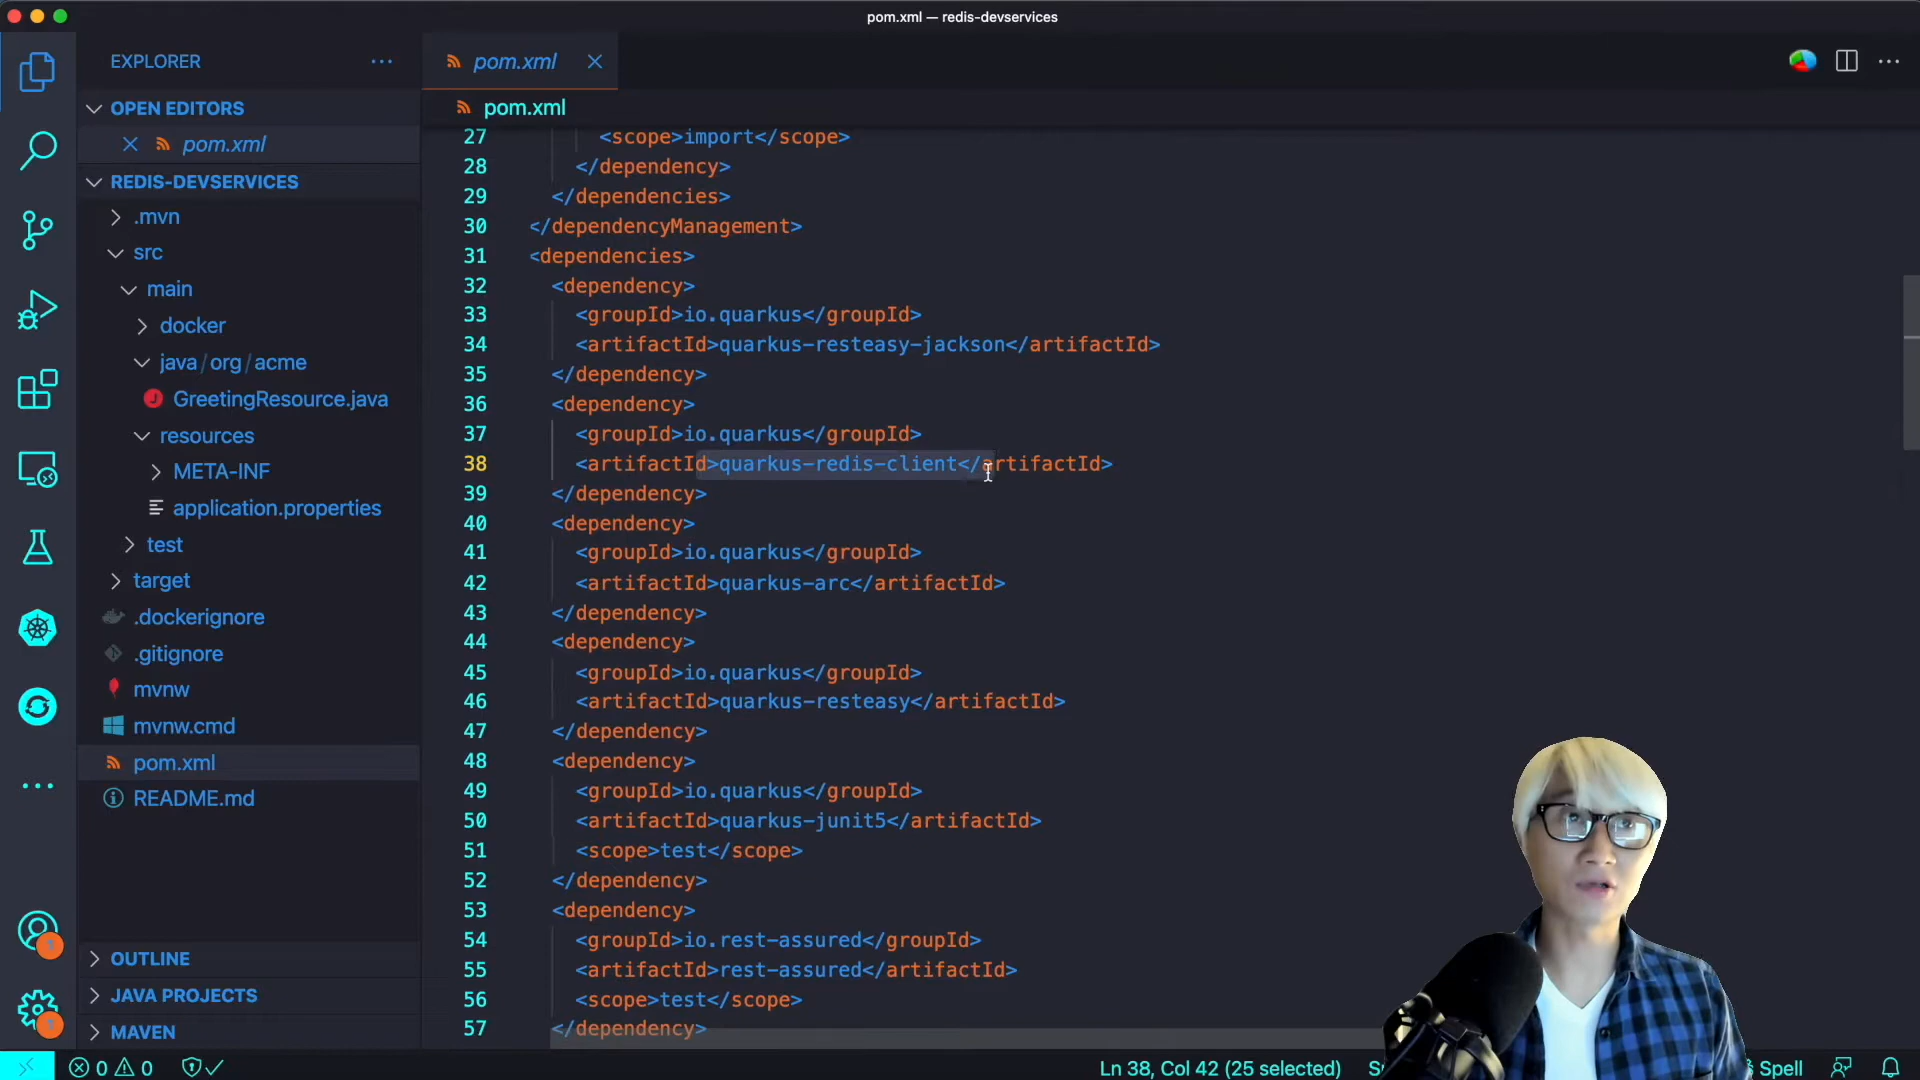 pom.xml — redis-devservices
EXPLORER
OPEN EDITORS
pom.xml
REDIS-DEVSERVICES
.mvn
src
main
docker
java / org / acme
GreetingResource.java
resources
META-INF
application.properties
test
target
.dockerignore
.gitignore
mvnw
mvnw.cmd
pom.xml
README.md
OUTLINE
JAVA PROJECTS
MAVEN
pom.xml
pom.xml
27 <scope>import</scope>
28 </dependency>
29 </dependencies>
30 </dependencyManagement>
31 <dependencies>
32 <dependency>
33 <groupId>io.quarkus</groupId>
34 <artifactId>quarkus-resteasy-jackson</artifactId>
35 </dependency>
36 <dependency>
37 <groupId>io.quarkus</groupId>
38 <artifactId>quarkus-redis-client</artifactId>
39 </dependency>
40 <dependency>
41 <groupId>io.quarkus</groupId>
42 <artifactId>quarkus-arc</artifactId>
43 </dependency>
44 <dependency>
45 <groupId>io.quarkus</groupId>
46 <artifactId>quarkus-resteasy</artifactId>
47 </dependency>
48 <dependency>
49 <groupId>io.quarkus</groupId>
50 <artifactId>quarkus-junit5</artifactId>
51 <scope>test</scope>
52 </dependency>
53 <dependency>
54 <groupId>io.rest-assured</groupId>
55 <artifactId>rest-assured</artifactId>
56 <scope>test</scope>
57 </dependency>
0 0 Ln 38, Col 42 (25 selected) Spell